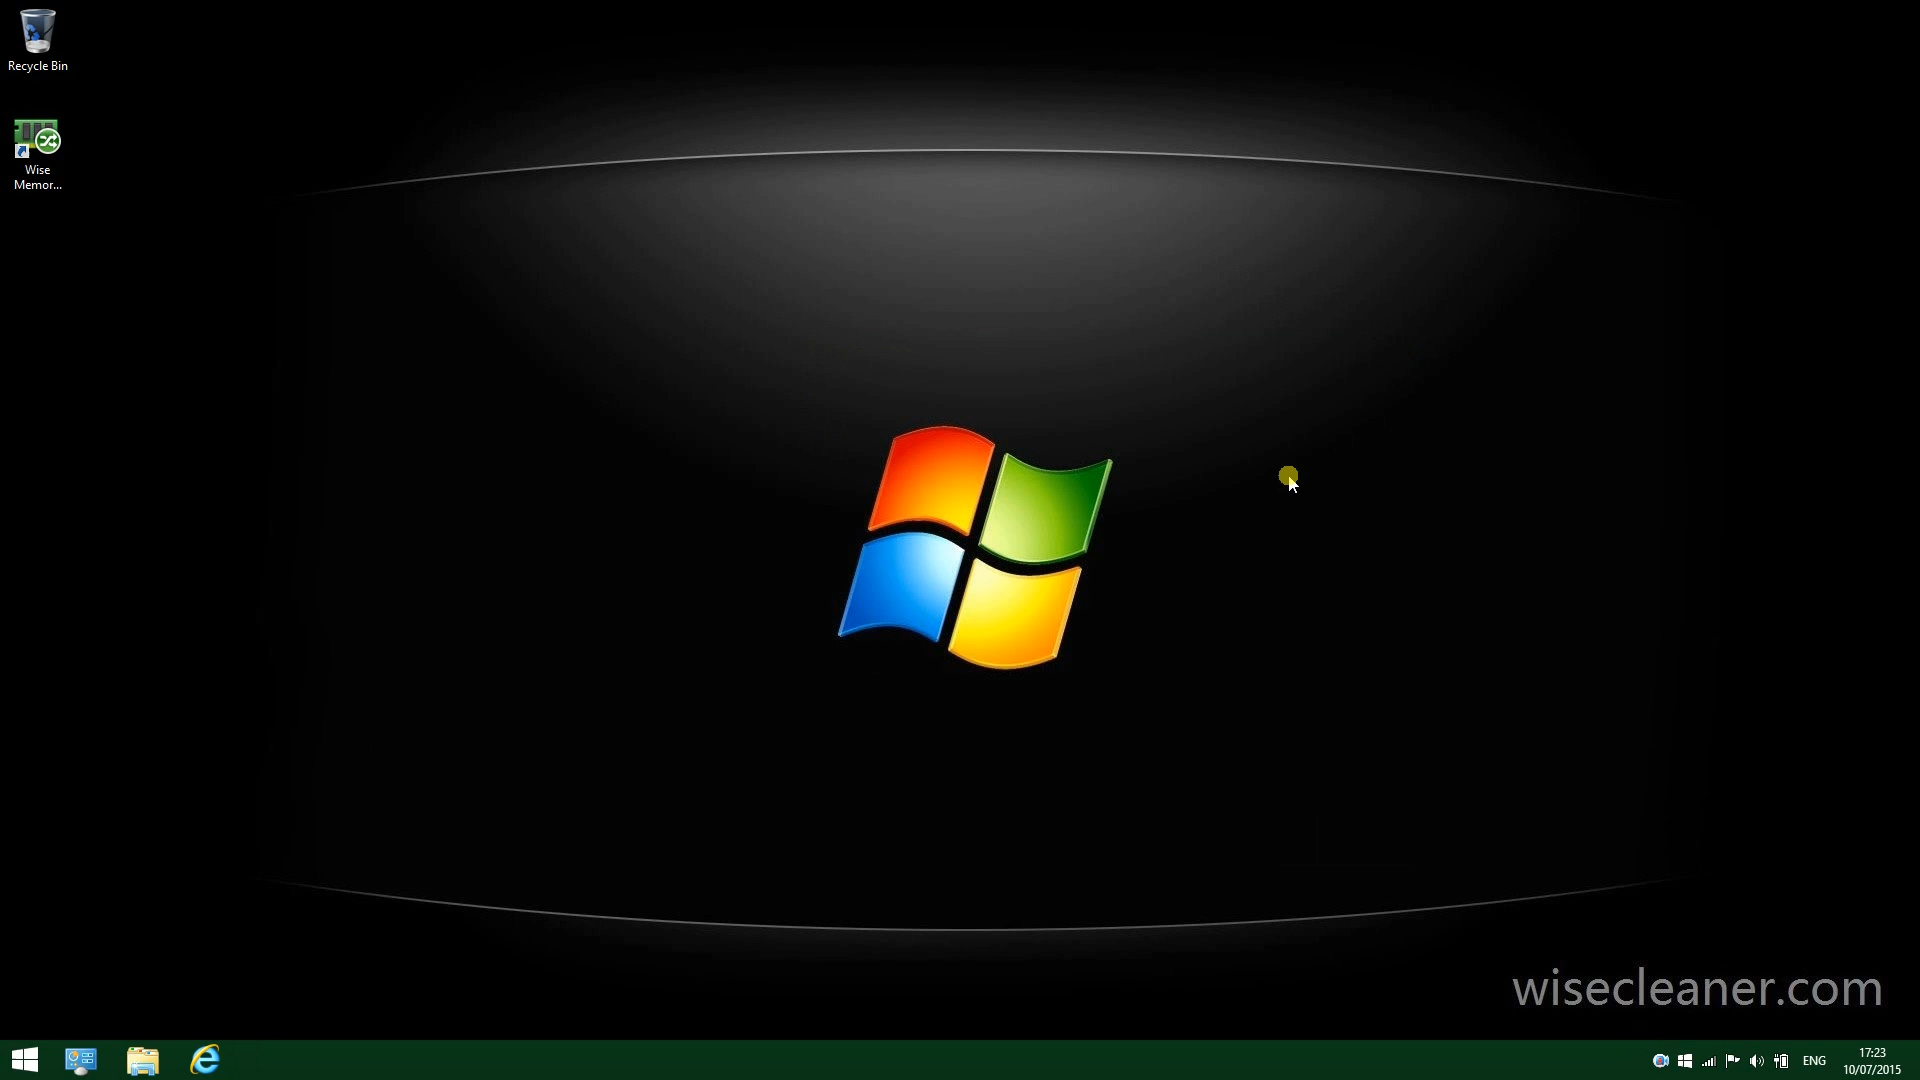 Recycle Bin
Wise
Memor...
wisecleaner.com
ENG
17:23
10/07/2015